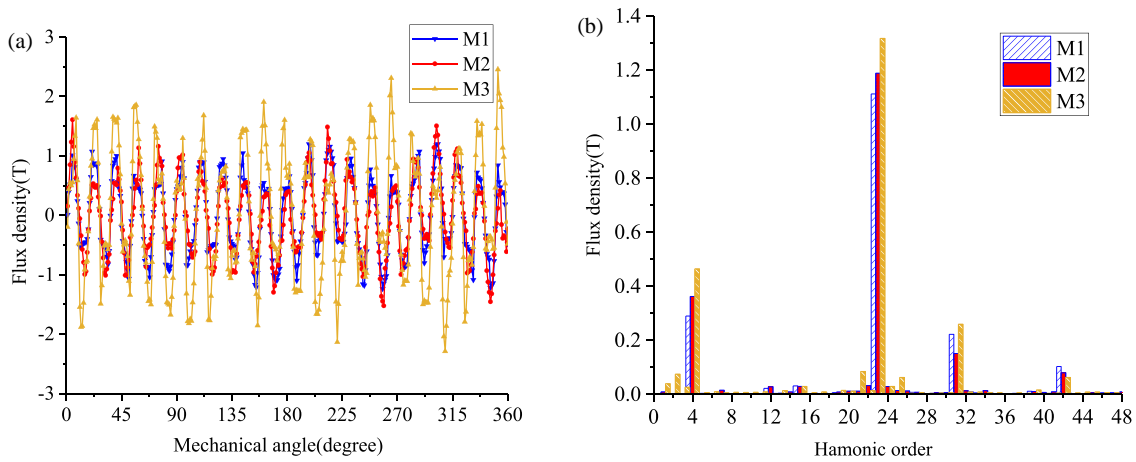 (a)
3
2
1
0
-1
-2
-3
Flux density(T)
M1
M2
M3
0 45 90 135 180 225 270 315 360
Mechanical angle(degree)
(b)
1.4
1.2
1.0
0.8
0.6
0.4
0.2
0.0
Flux density(T)
M1
M2
M3
0 4 8 12 16 20 24 28 32 36 40 44 48
Hamonic order